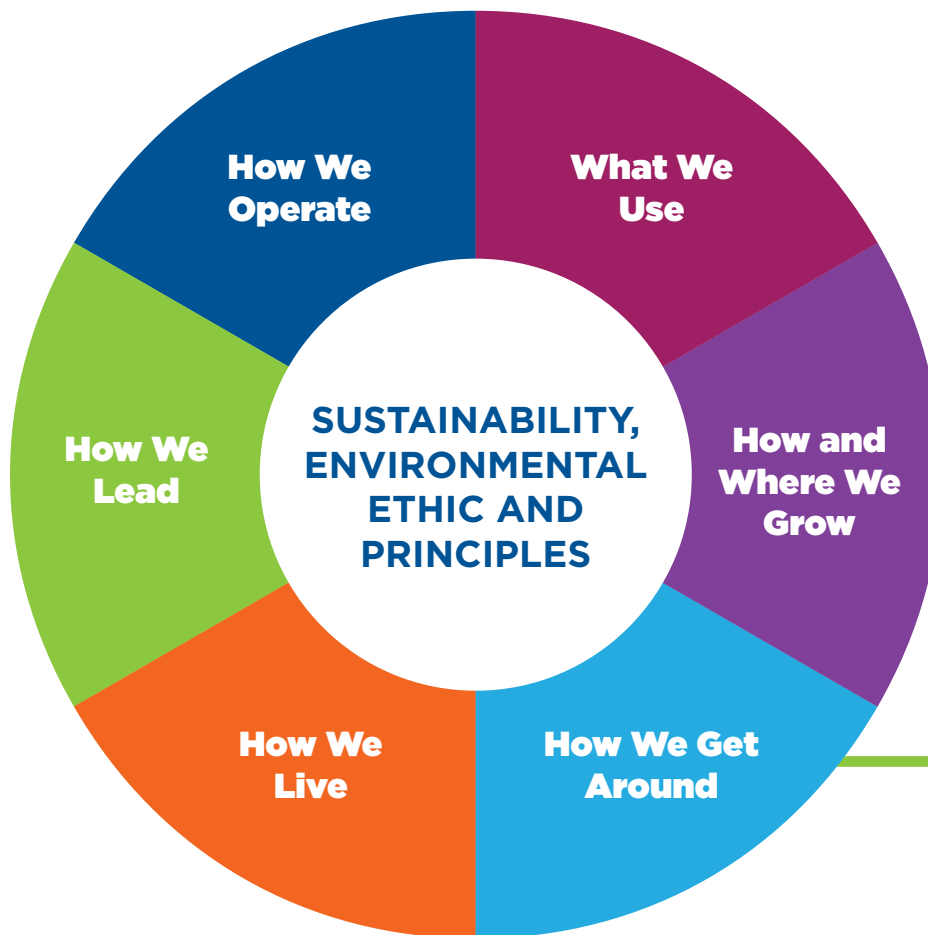 How We
Operate
What We
Use
How and
Where We
Grow
How We Get
Around
How We
Live
How We
Lead
SUSTAINABILITY,
ENVIRONMENTAL
ETHIC AND
PRINCIPLES